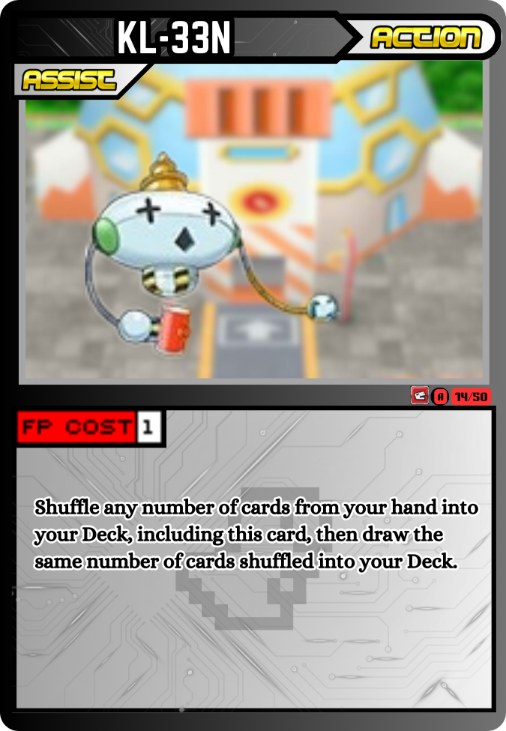 KL-33N
ACTION
ASSIST
A 14/50
FP COST 1
Shuffle any number of cards from your hand into
your Deck, including this card, then draw the
same number of cards shuffled into your Deck.